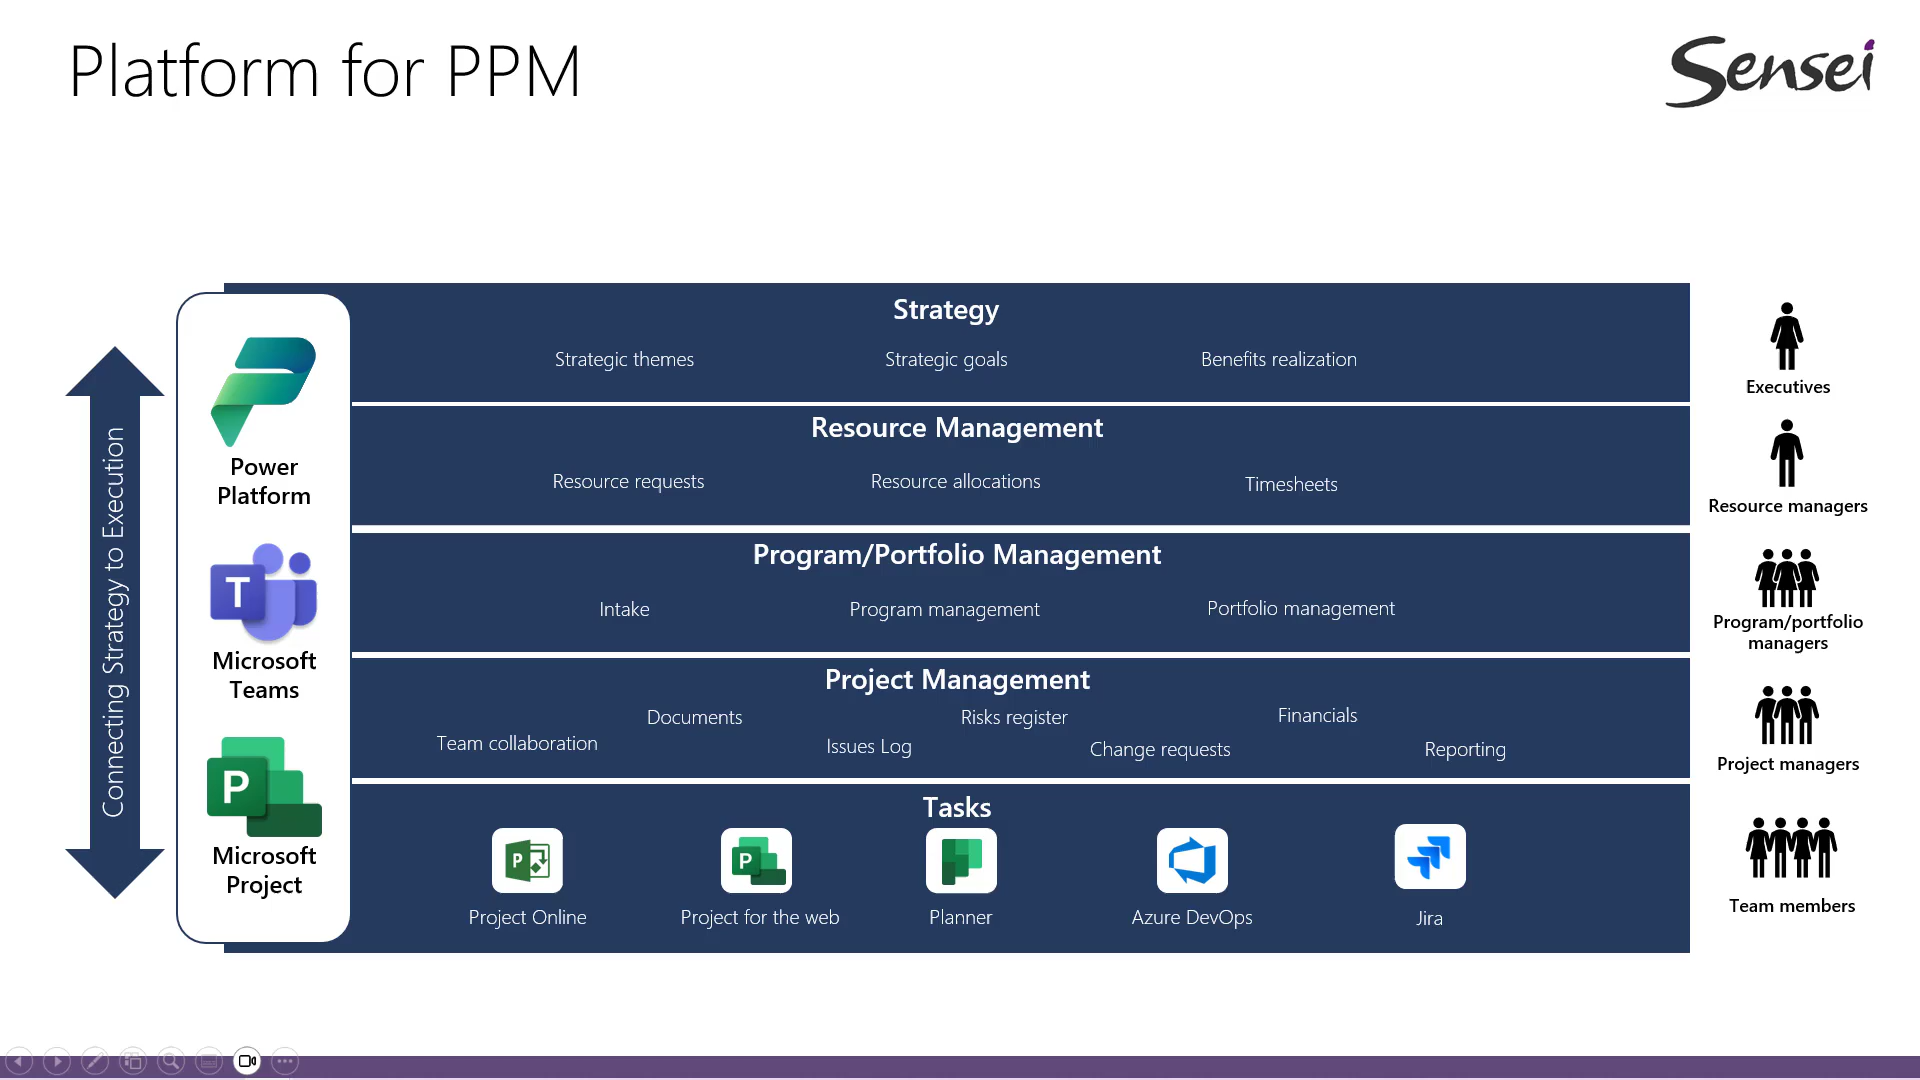 Platform for PPM
Sensei
Connecting Strategy to Execution
Power
Platform
Microsoft
Teams
Microsoft
Project
Strategy
Strategic themes
Strategic goals
Benefits realization
Executives
Resource Management
Resource requests
Resource allocations
Timesheets
Resource managers
Program/Portfolio Management
Intake
Program management
Portfolio management
Program/portfolio
managers
Project Management
Documents
Risks register
Financials
Team collaboration
Issues Log
Change requests
Reporting
Project managers
Tasks
Project Online
Project for the web
Planner
Azure DevOps
Jira
Team members
T
P
P
P